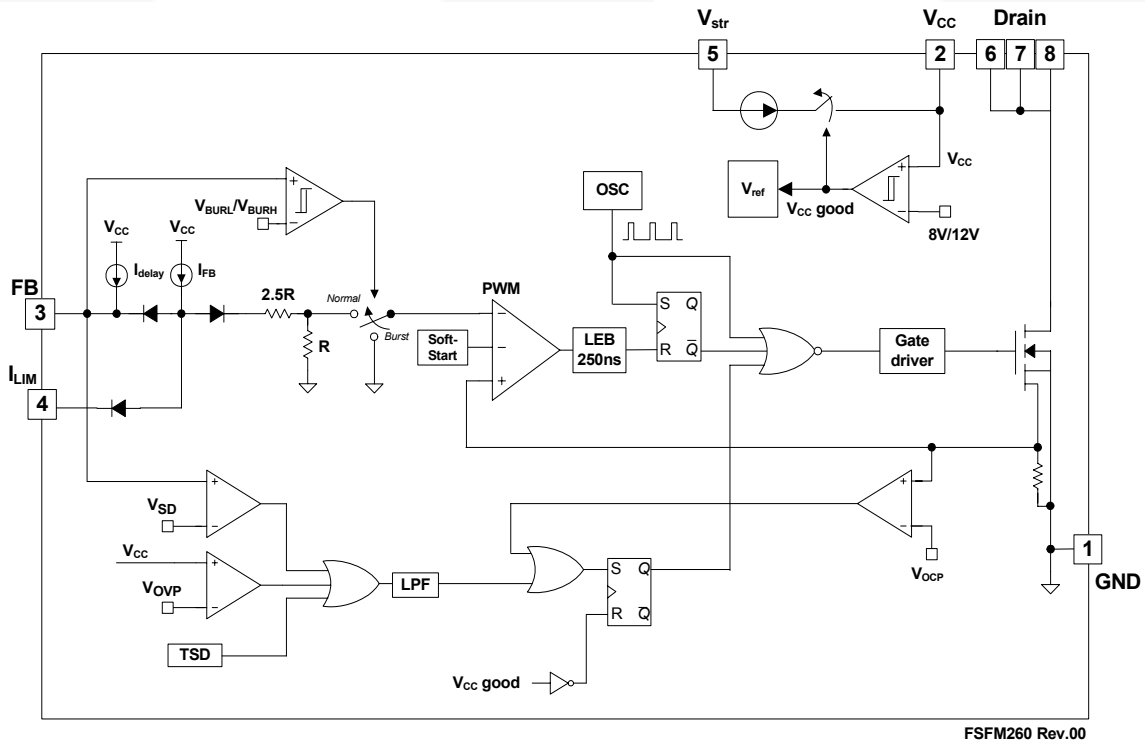 Vstr
VCC
Drain
5
2
6
7
8
VCC
+
−
Vref
VCC good
8V/12V
OSC
+
−
VBURL/VBURH
VCC
VCC
Idelay
IFB
FB
3
2.5R
R
Normal
Burst
PWM
−
−
+
Soft-
Start
LEB
250ns
S
Q
R
Q̅
Gate
driver
ILIM
4
+
−
VSD
VCC
+
−
VOVP
TSD
LPF
S
Q
R
Q̅
VCC good
+
−
VOCP
1
GND
FSFM260 Rev.00